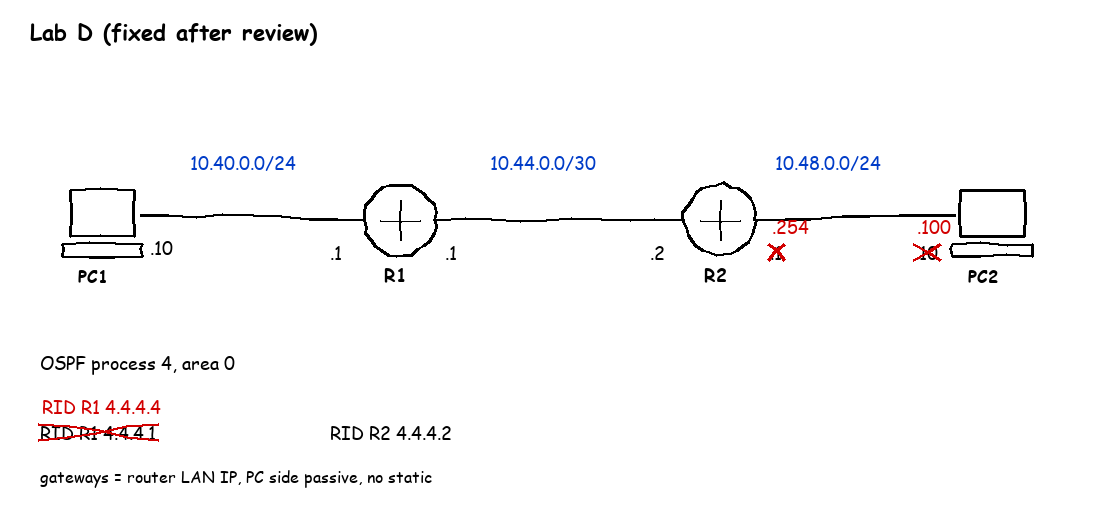 Lab D (fixed after review)
10.40.0.0/24
10.44.0.0/30
10.48.0.0/24
.254
.100
.10
.1
.1
.2
.1
.10
PC1
R1
R2
PC2
OSPF process 4, area 0
RID R1 4.4.4.4
RID R1 4.4.4.1
RID R2 4.4.4.2
gateways = router LAN IP, PC side passive, no static